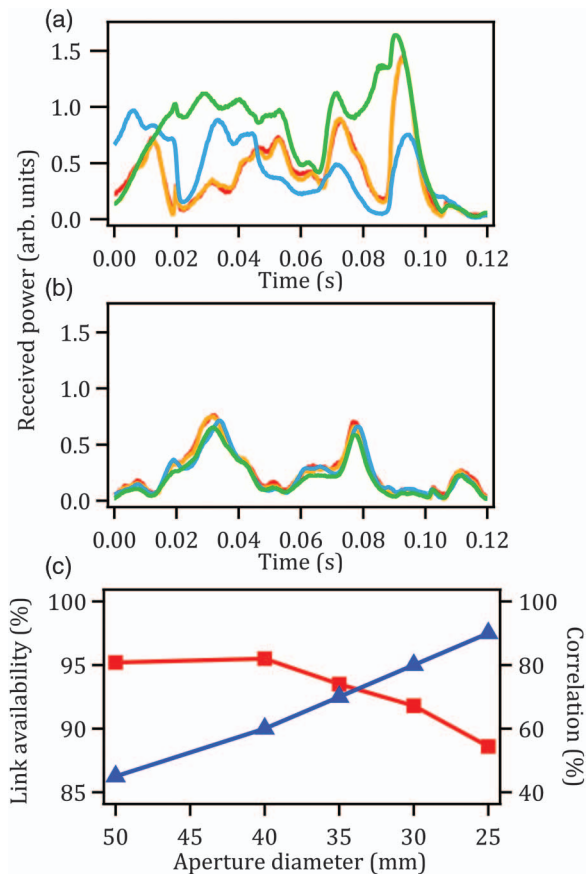 (a)
1.5
1.0
0.5
0.0
0.00 0.02 0.04 0.06 0.08 0.10 0.12
Time (s)
Received power (arb. units)
(b)
1.5
1.0
0.5
0.0
0.00 0.02 0.04 0.06 0.08 0.10 0.12
Time (s)
(c)
Link availability (%)
100
95
90
85
100
80
60
40
Correlation (%)
50 45 40 35 30 25
Aperture diameter (mm)